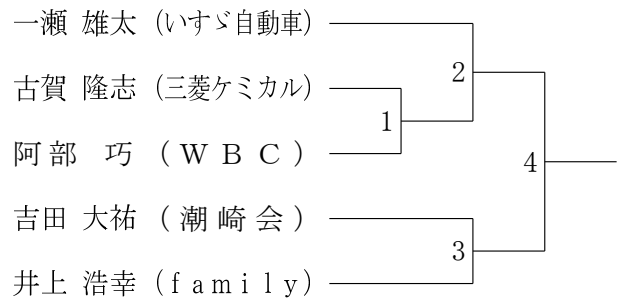 一瀬 雄太 (いすゞ自動車)
2
古賀 隆志 (三菱ケミカル)
1
阿部 巧 (ＷＢＣ)
4
吉田 大祐 (潮崎会)
3
井上 浩幸 (ｆａｍｉｌｙ)